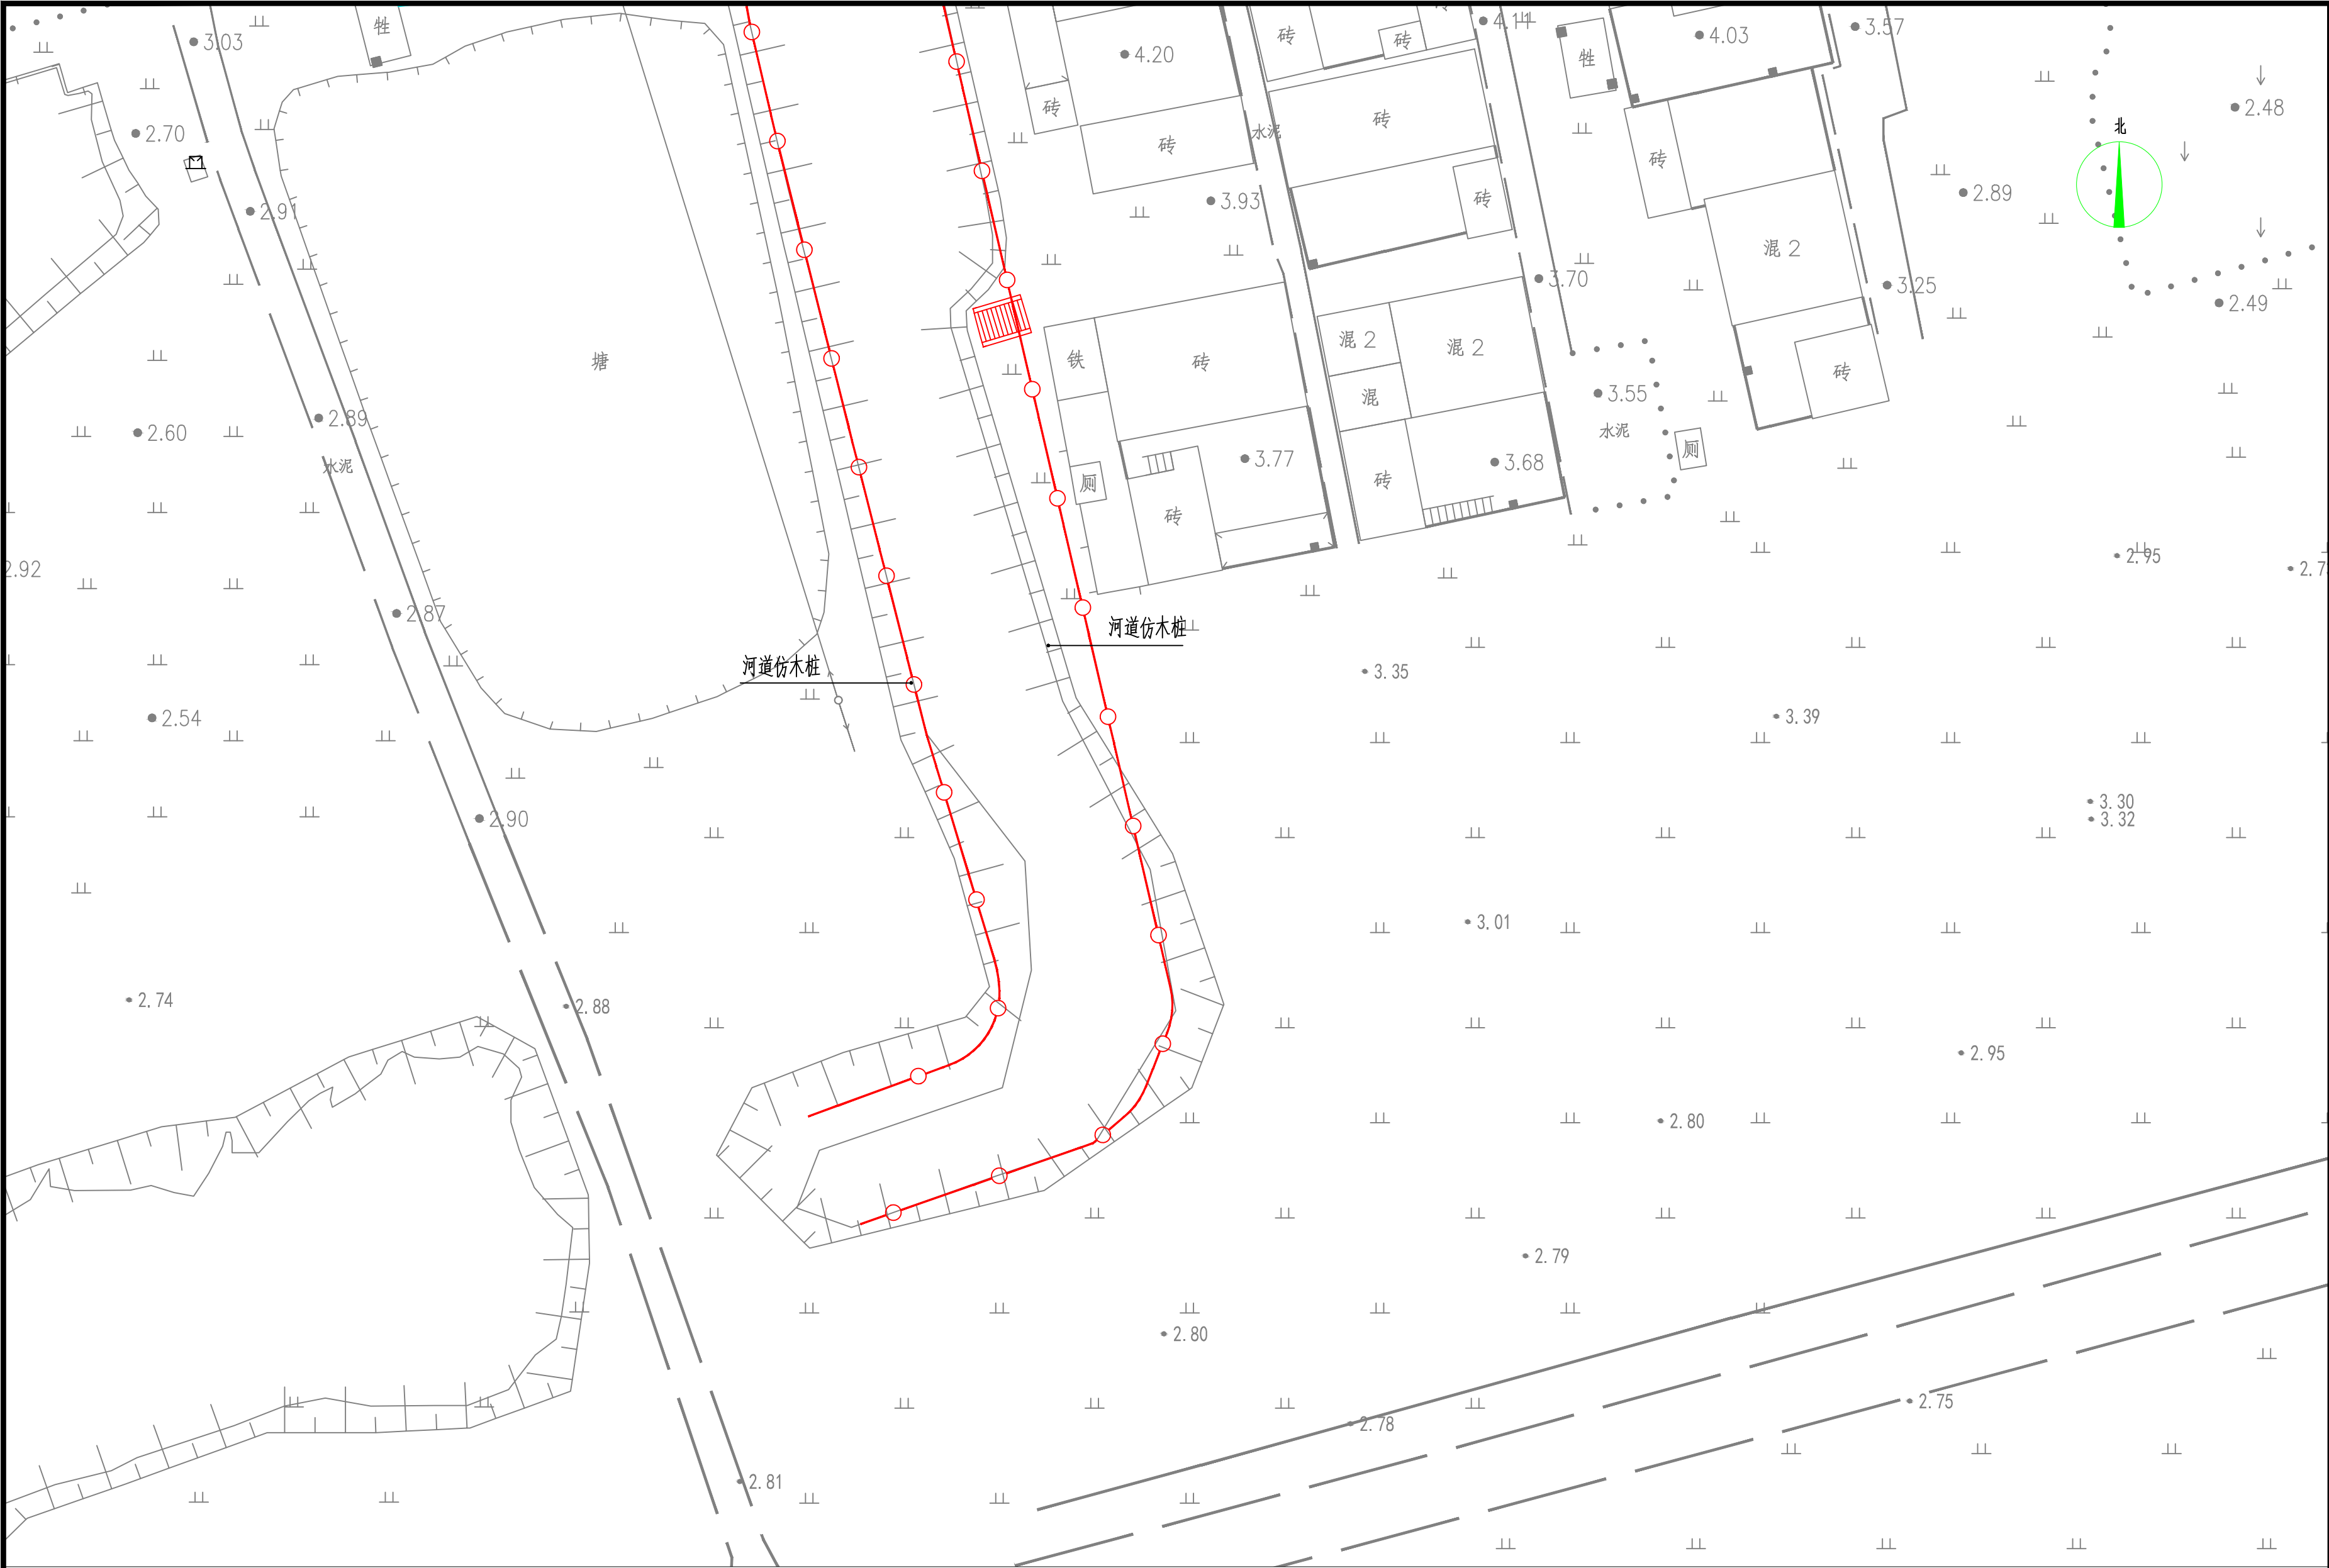 牲
3.03
4.20
砖
砖
砖
4.11
牲
4.03
3.57
2.48
北
2.70
砖
砖
水泥
砖
砖
2.91
3.93
砖
2.89
混2
3.70
3.25
2.49
塘
铁
砖
混2
混2
砖
混
3.55
水泥
厕
2.89
2.60
水泥
3.77
3.68
厕
砖
砖
2.92
2.95
2.87
河道仿木桩
河道仿木桩
3.35
2.54
3.39
2.90
3.30
3.32
3.01
2.74
2.88
2.95
2.80
2.79
2.80
2.75
2.78
2.81